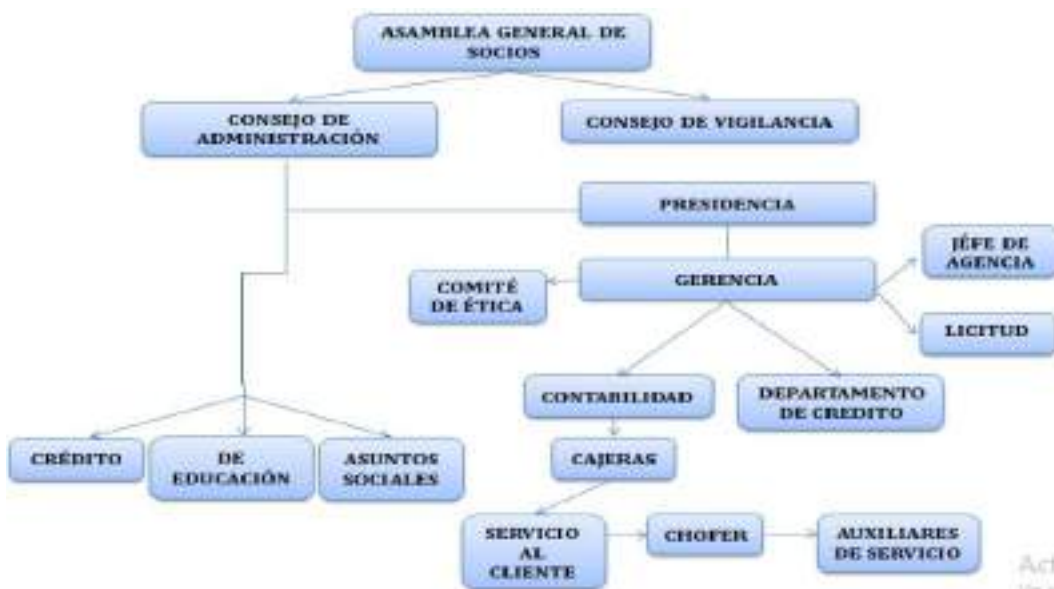 ASAMBLEA GENERAL DE
SOCIOS
CONSEJO DE
ADMINISTRACIÓN
CONSEJO DE VIGILANCIA
PRESIDENCIA
JÉFE DE
AGENCIA
GERENCIA
COMITÉ
DE ÉTICA
LICITUD
CONTABILIDAD
DEPARTAMENTO
DE CREDITO
CRÉDITO
DE
EDUCACIÓN
ASUNTOS
SOCIALES
CAJERAS
SERVICIO
AL
CLIENTE
CHOFER
AUXILIARES
DE SERVICIO